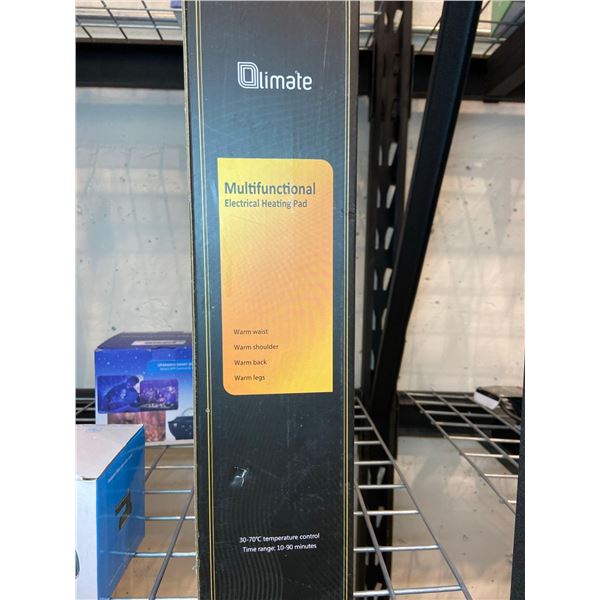 Olimate
Multifunctional
Electrical Heating Pad
Warm waist
Warm shoulder
Warm back
Warm legs
30-70℃ temperature control
Time range: 10-90 minutes